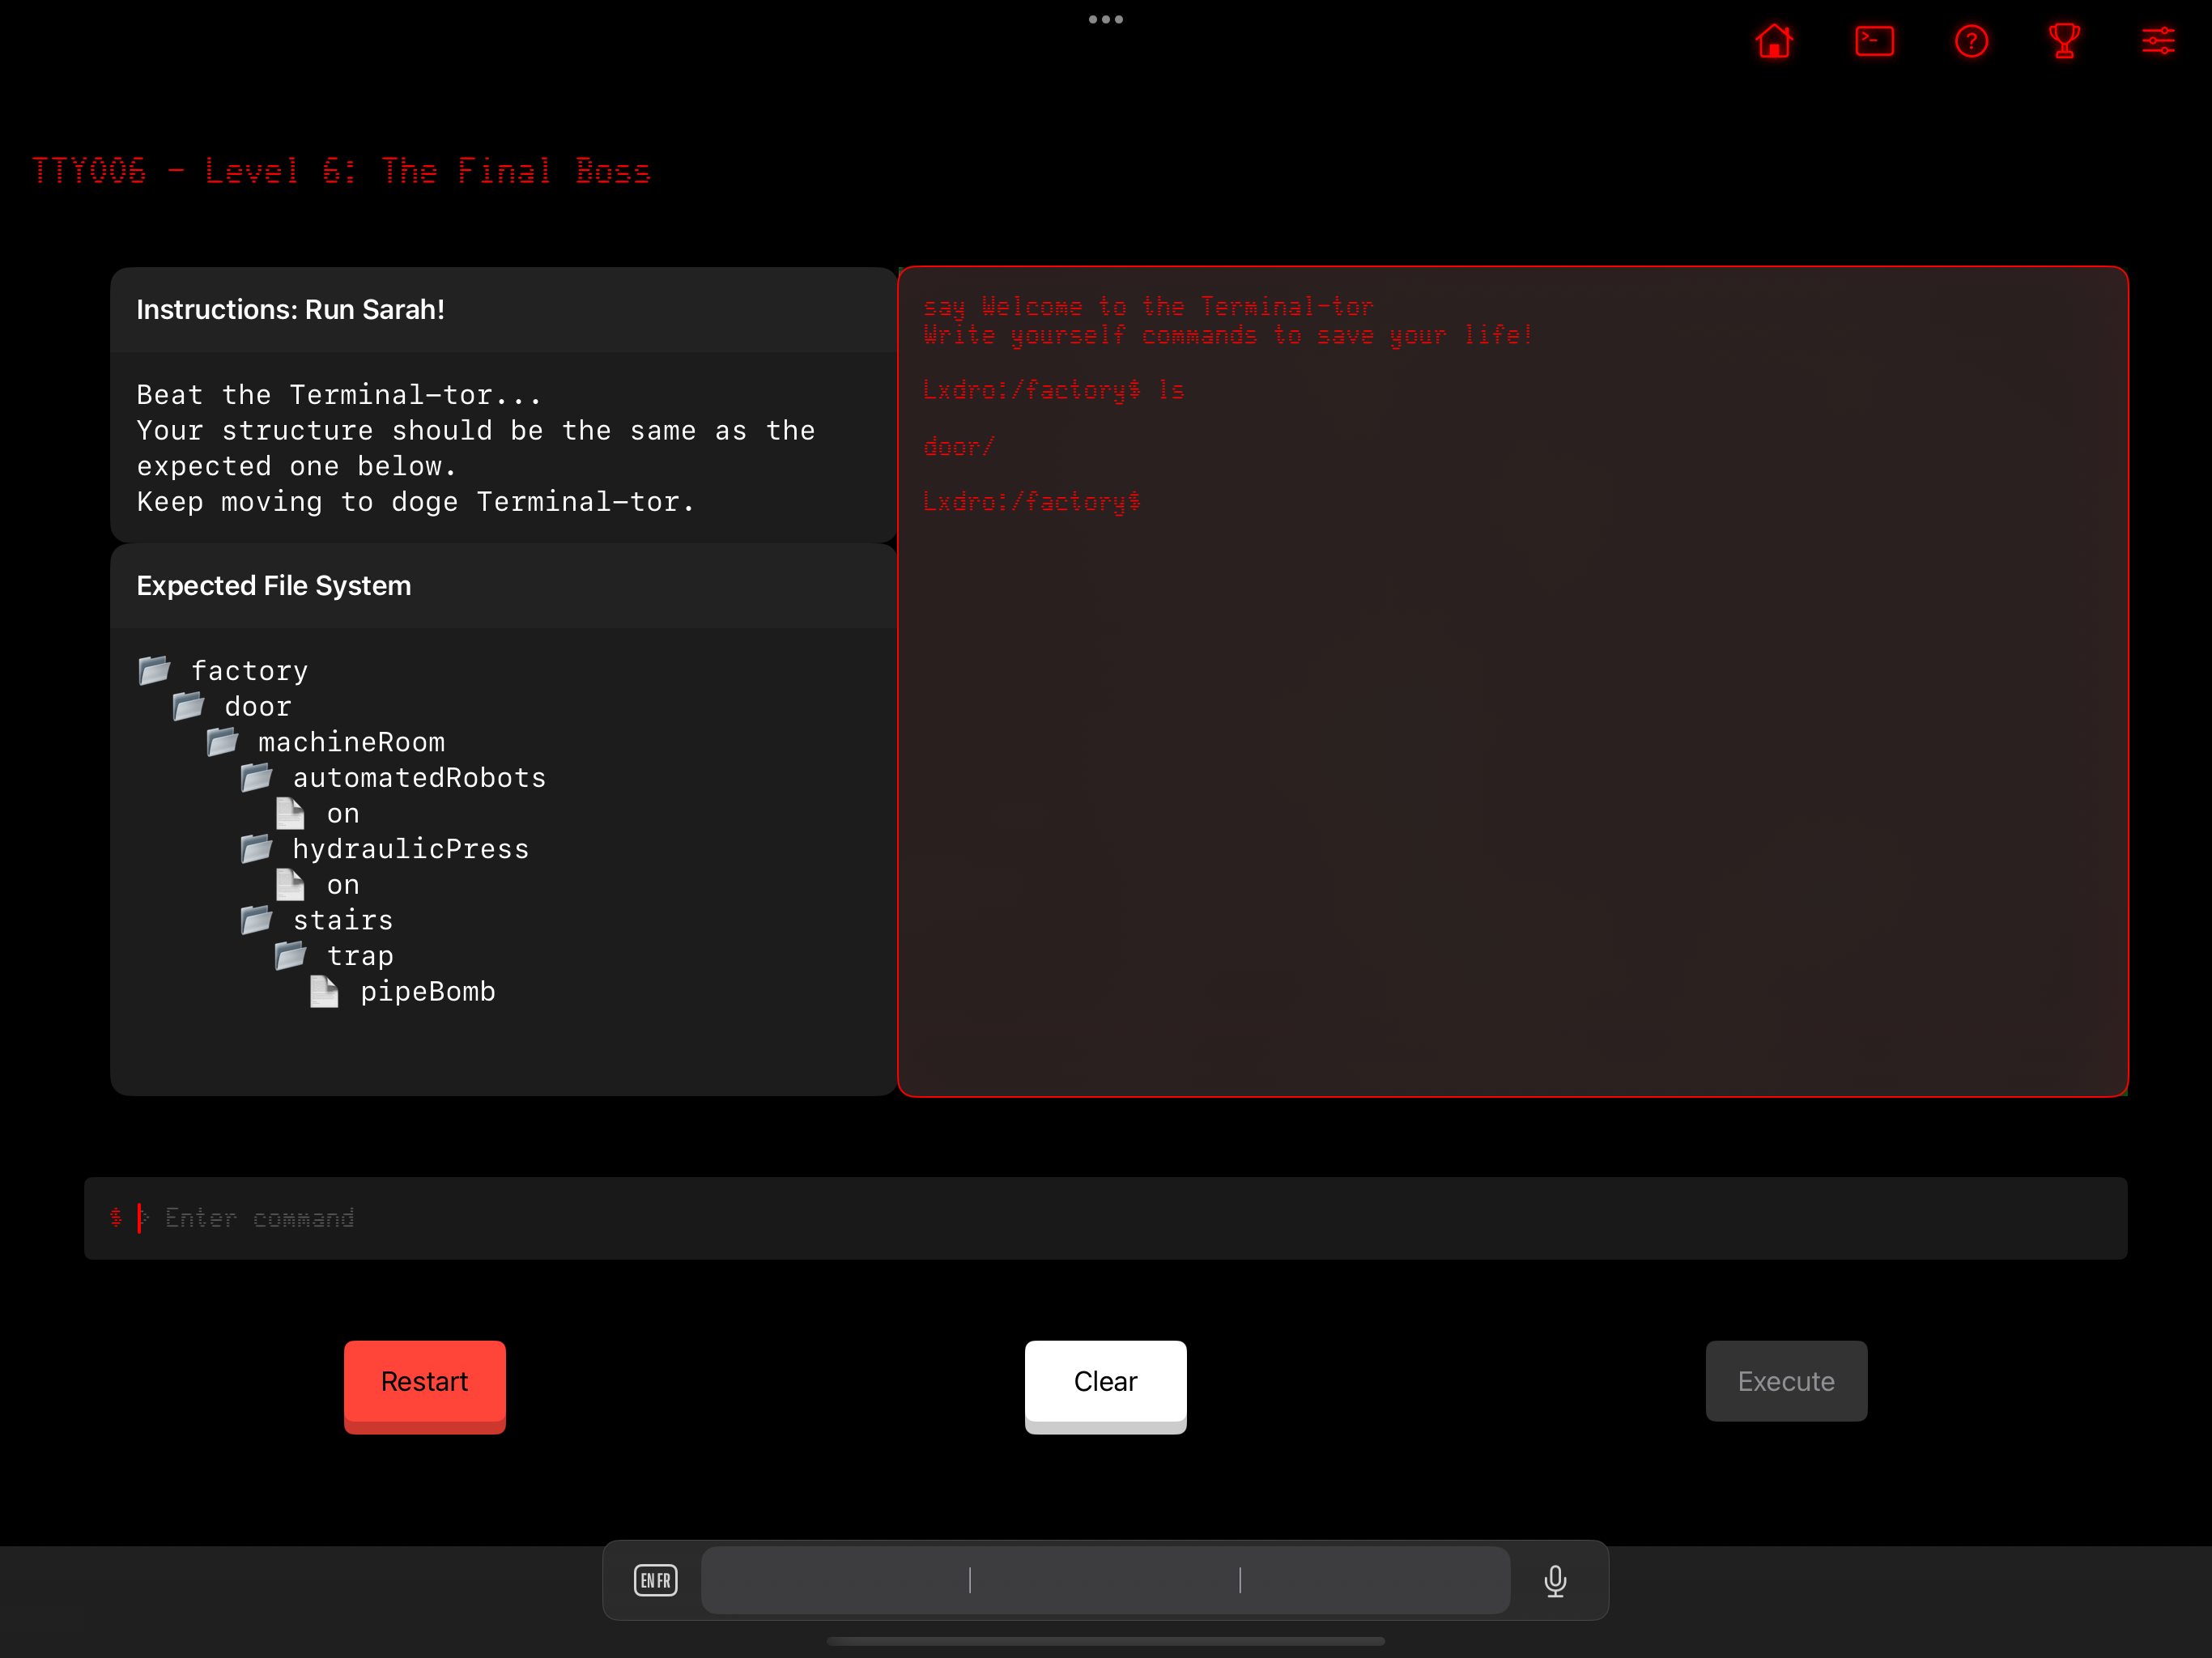 TTY006 - Level 6: The Final Boss
Instructions: Run Sarah!
Beat the Terminal-tor...
Your structure should be the same as the
expected one below.
Keep moving to doge Terminal-tor.
Expected File System
factory
door
machineRoom
automatedRobots
on
hydraulicPress
on
stairs
trap
pipeBomb
say Welcome to the Terminal-tor
Write yourself commands to save your life!
Lxdro:/factory$ ls
door/
Lxdro:/factory$
$ > Enter command
Restart
Clear
Execute
EN FR